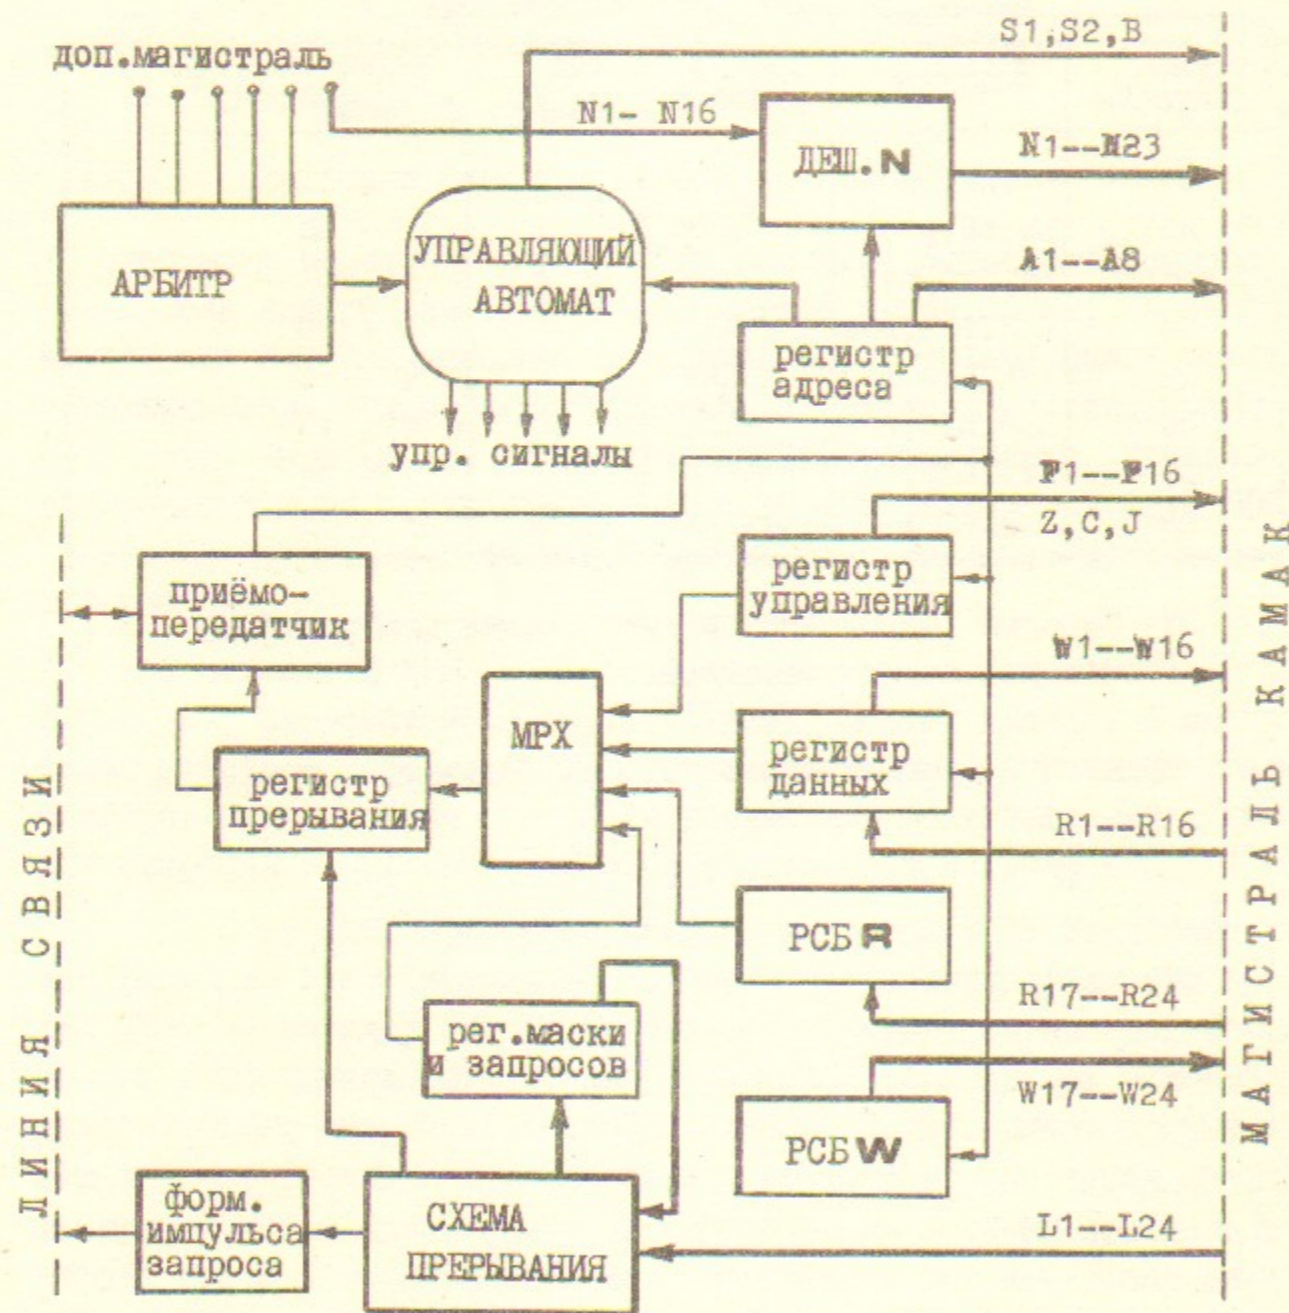 S1,S2,B
доп.магистраль
N1- N16
ДЕШ.N
N1--N23
УПРАВЛЯЮЩИЙ
АВТОМАТ
A1--A8
АРБИТР
регистр
адреса
упр. сигналы
F1--F16
Z,C,J
приёмо-
передатчик
регистр
управления
W1--W16
МРХ
регистр
данных
регистр
прерывания
R1--R16
РСБ R
R17--R24
рег.маски
и запросов
W17--W24
РСБ W
форм.
импульса
запроса
СХЕМА
ПРЕРЫВАНИЯ
L1--L24
ЛИНИЯ СВЯЗИ
МАГИСТРАЛЬ КАМАК